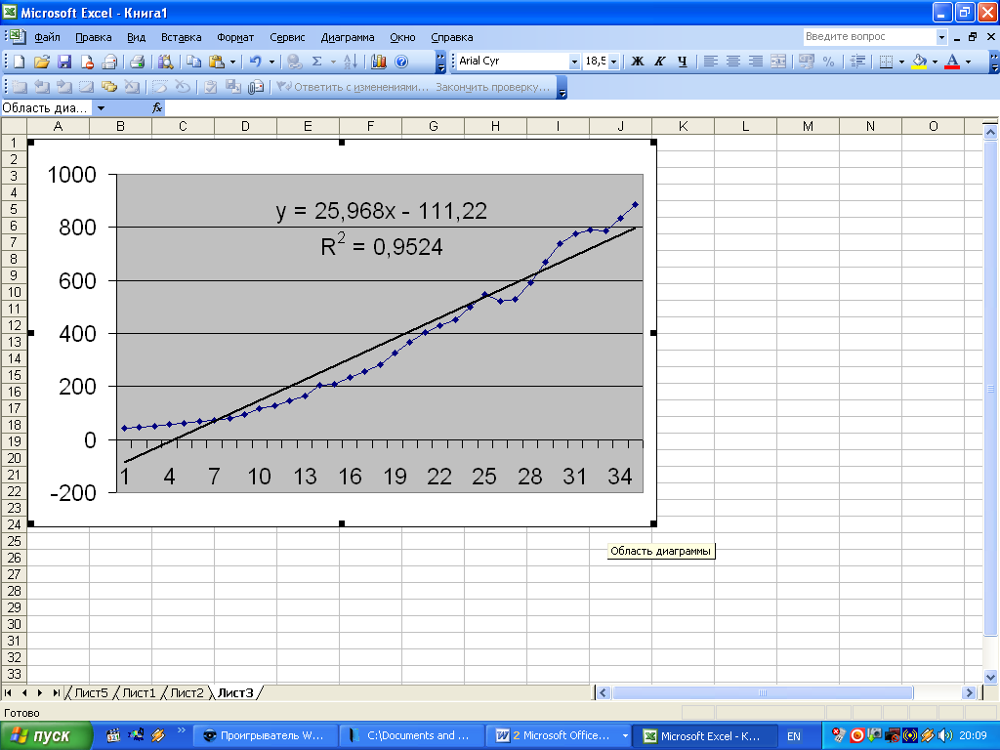 Microsoft Excel - Книга1
Файл Правка Вид Вставка Формат Сервис Диаграмма Окно Справка
Введите вопрос
Arial Cyr 18,5 Ж К Ч
Ответить с изменениями... Закончить проверку...
Область диа... fx
A B C D E F G H I J K L M N O
1
2
3
4
5
6
7
8
9
10
11
12
13
14
15
16
17
18
19
20
21
22
23
24
25
26
27
28
29
30
31
32
33
1000
800
600
400
200
0
-200
y = 25,968x - 111,22
R2 = 0,9524
1 4 7 10 13 16 19 22 25 28 31 34
Область диаграммы
Лист5 Лист1 Лист2 Лист3
Готово
пуск Проигрыватель W... C:\Documents and ... 2 Microsoft Office... Microsoft Excel - К... EN 20:09